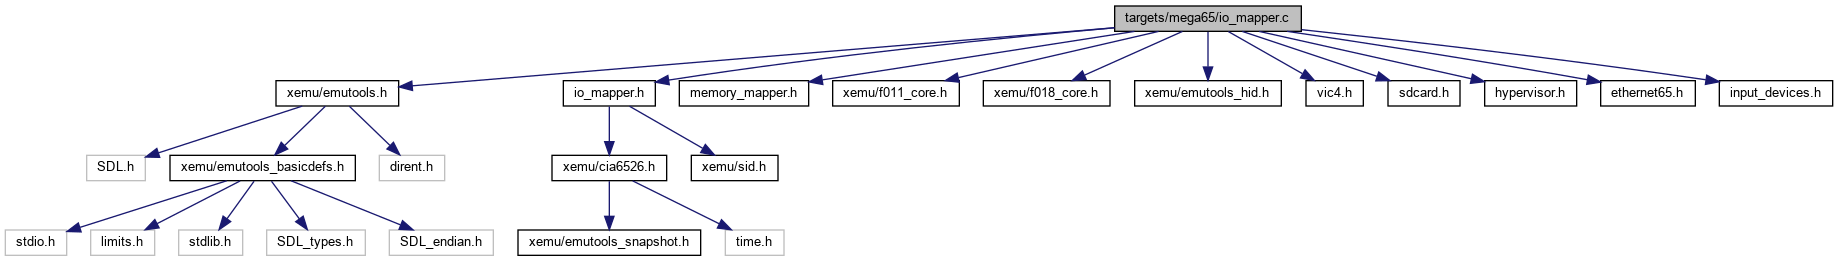 targets/mega65/io_mapper.c
xemu/emutools.h
io_mapper.h
memory_mapper.h
xemu/f011_core.h
xemu/f018_core.h
xemu/emutools_hid.h
vic4.h
sdcard.h
hypervisor.h
ethernet65.h
input_devices.h
SDL.h
xemu/emutools_basicdefs.h
dirent.h
xemu/cia6526.h
xemu/sid.h
stdio.h
limits.h
stdlib.h
SDL_types.h
SDL_endian.h
xemu/emutools_snapshot.h
time.h